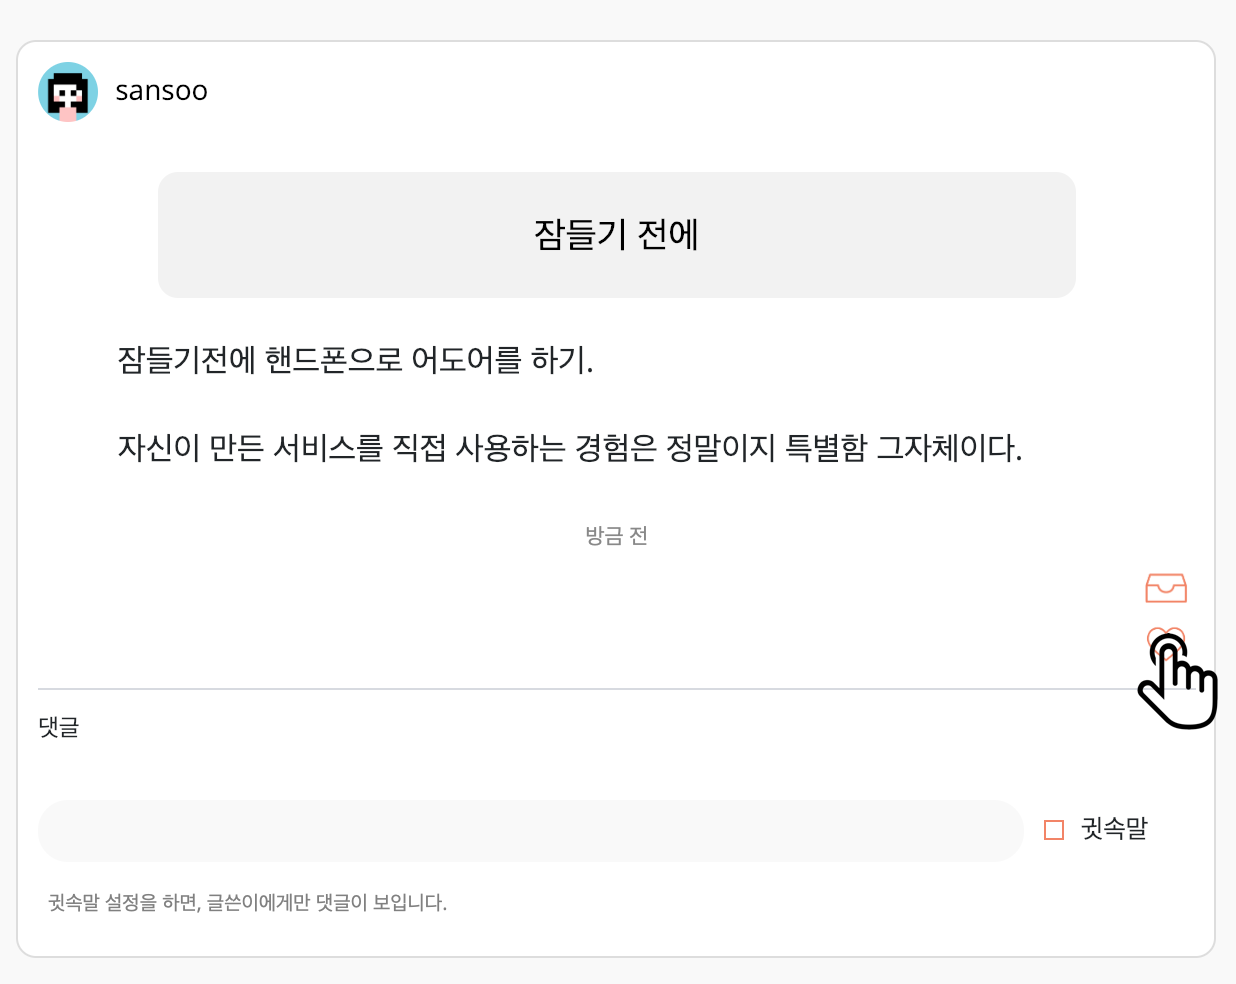 sansoo
잠들기 전에
잠들기전에 핸드폰으로 어도어를 하기.
자신이 만든 서비스를 직접 사용하는 경험은 정말이지 특별함 그자체이다.
방금 전
댓글
귓속말
귓속말 설정을 하면, 글쓴이에게만 댓글이 보입니다.